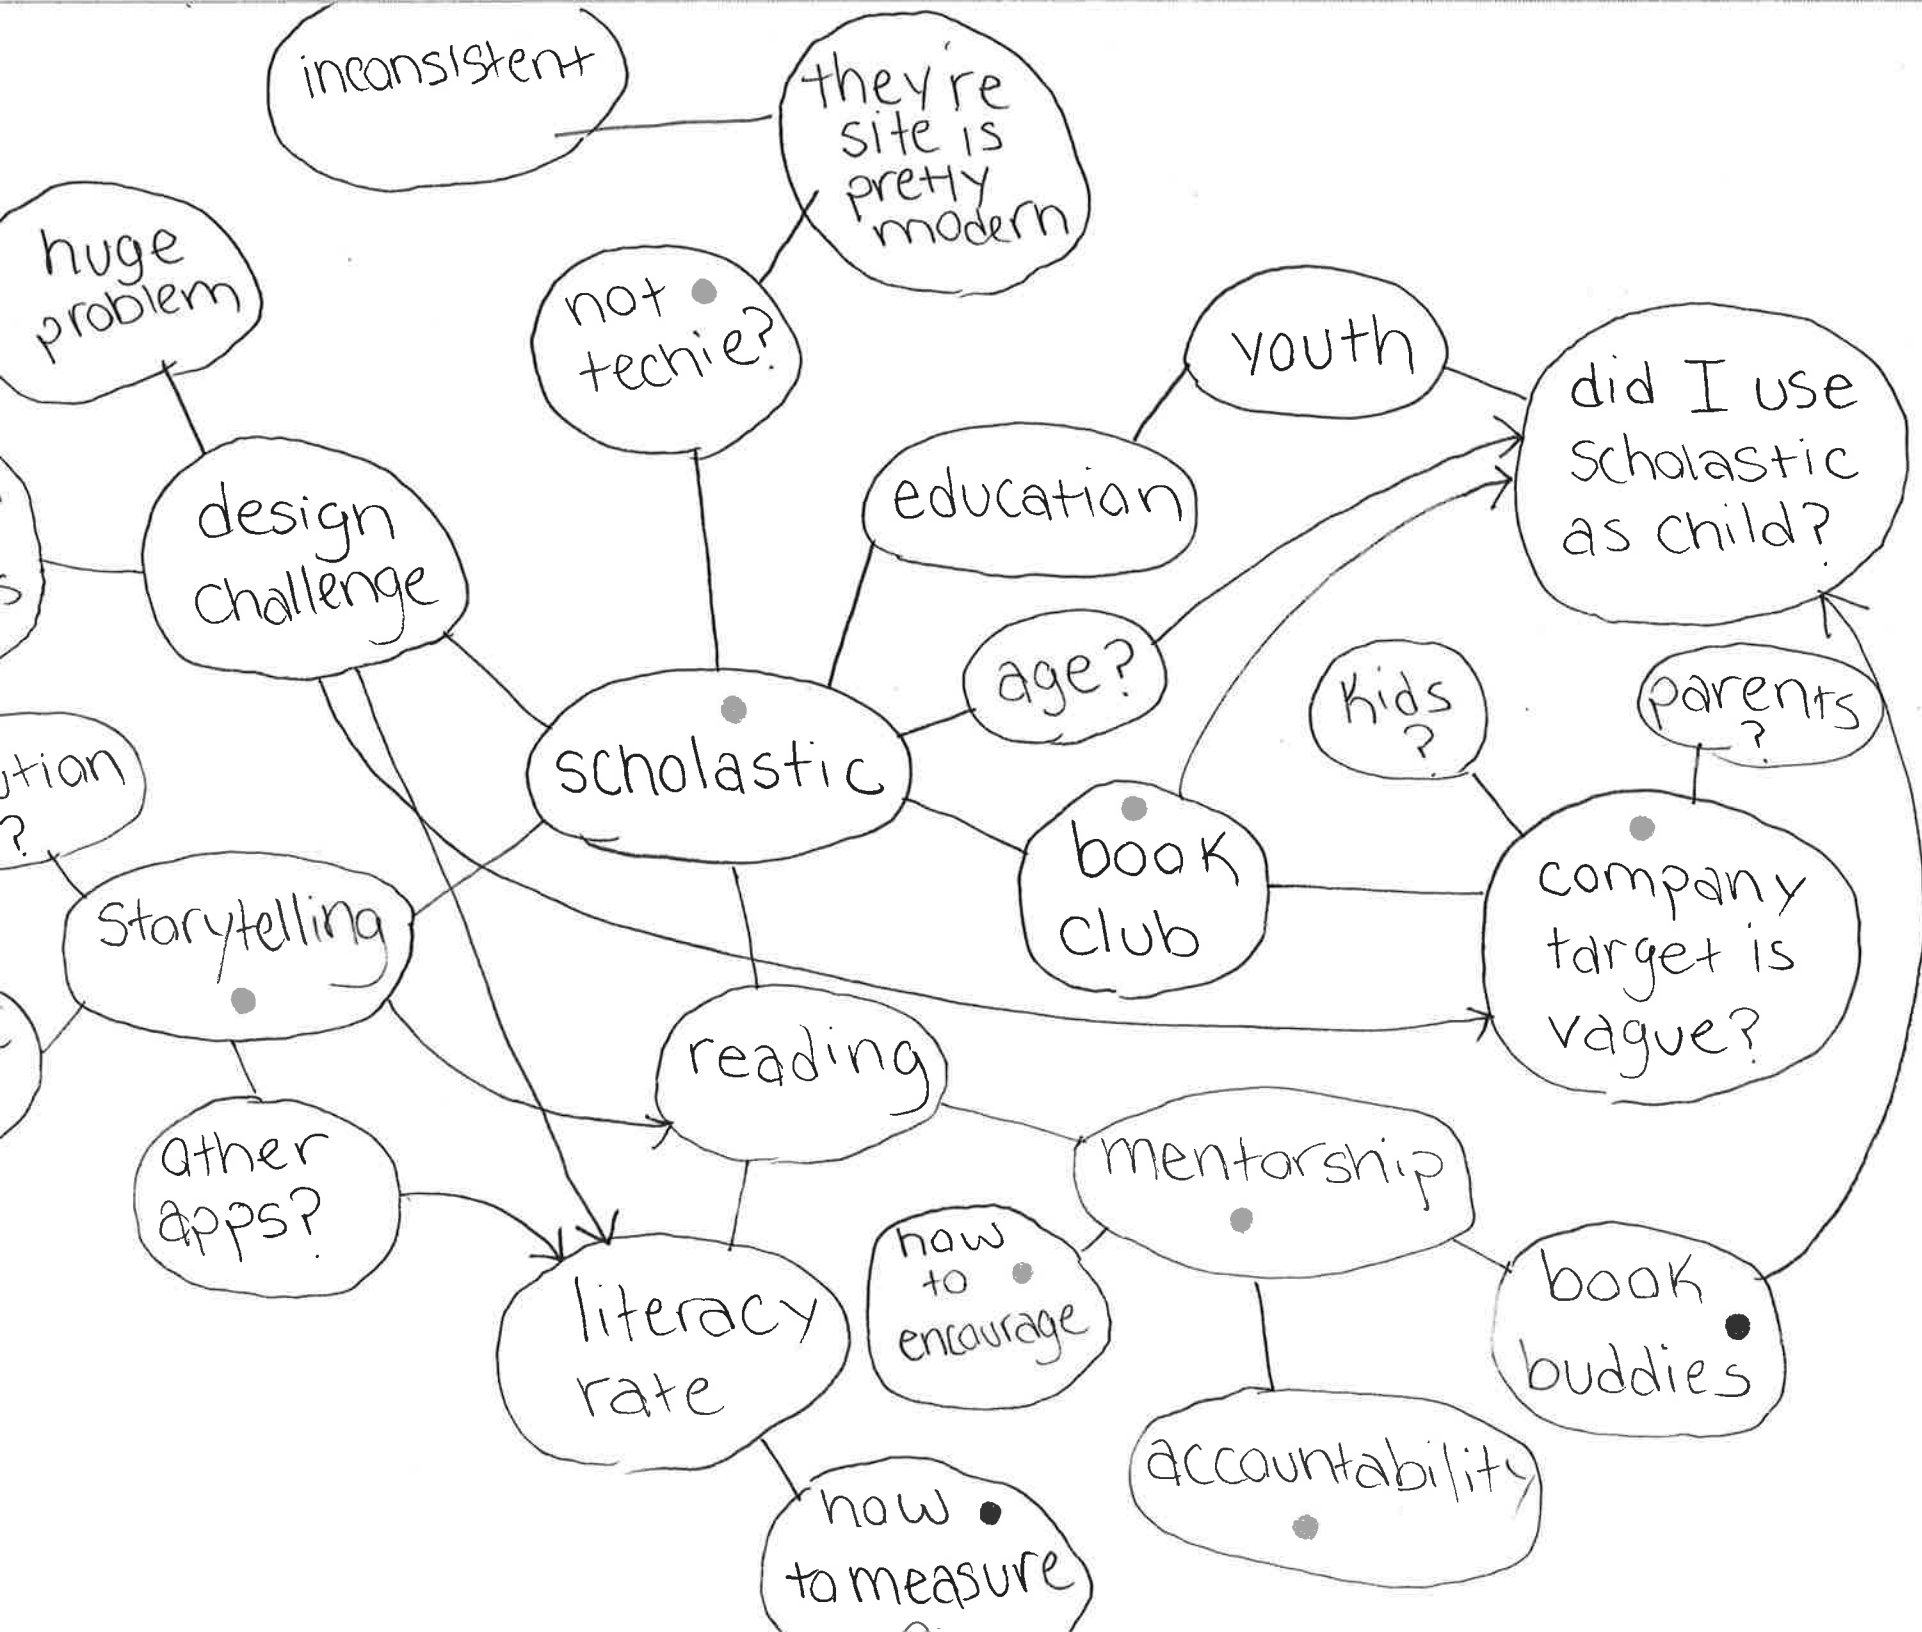 inconsistent
they're
site is
pretty
modern
huge
problem
not
techie?
youth
did I use
scholastic
as child?
education
design
challenge
s
age?
kids
?
parents
?
scholastic
ution
?
book
club
company
target is
vague?
storytelling
reading
mentorship
other
apps?
how
to
encourage
book
buddies
literacy
rate
accountability
how
to measure